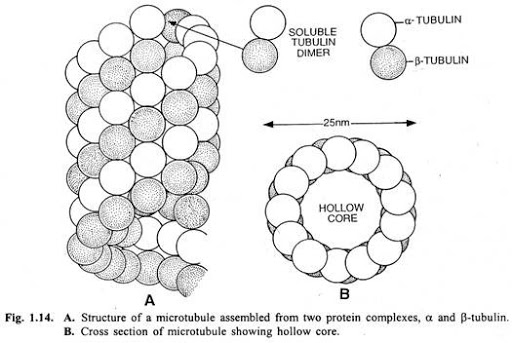 SOLUBLE
TUBULIN
DIMER
α-TUBULIN
β-TUBULIN
25nm
HOLLOW
CORE
A
B
Fig. 1.14. A. Structure of a microtubule assembled from two protein complexes, α and β-tubulin.
B. Cross section of microtubule showing hollow core.